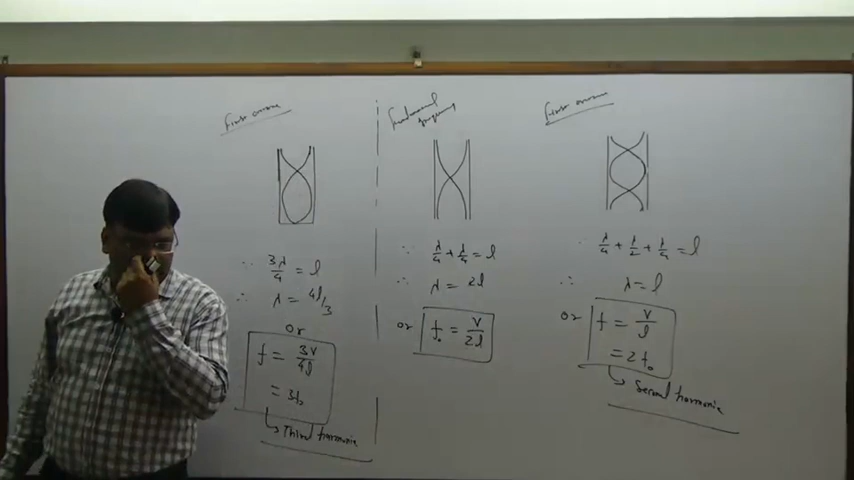 First overtone
∵ 3λ/4 = l
∴ λ = 4l/3
or
f = 3v/4l
= 3f₀
Third harmonic
Fundamental frequency
∵ λ/4 + λ/4 = l
∴ λ = 2l
or f₀ = v/2l
First overtone
∵ λ/4 + λ/2 + λ/4 = l
∴ λ = l
or f = v/l
= 2f₀
Second harmonic